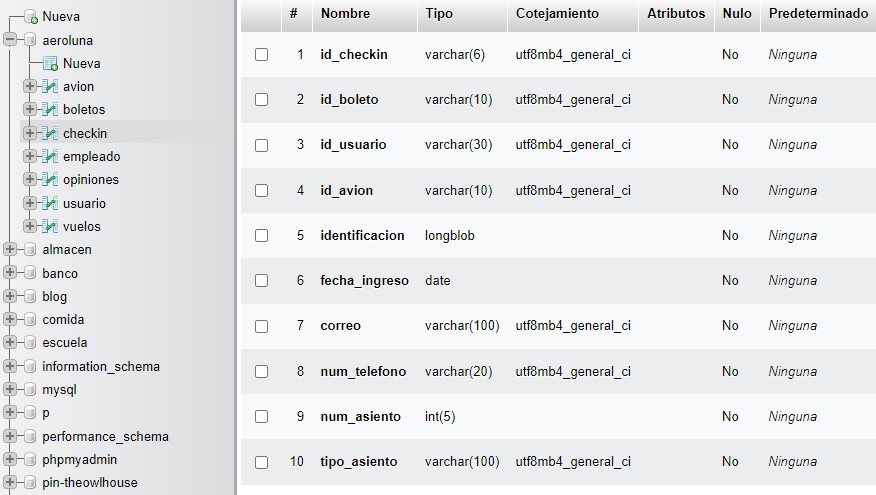 Nueva
aeroluna
Nueva
avion
boletos
checkin
empleado
opiniones
usuario
vuelos
almacen
banco
blog
comida
escuela
information_schema
mysql
p
performance_schema
phpmyadmin
pin-theowlhouse
# Nombre Tipo Cotejamiento Atributos Nulo Predeterminado
1 id_checkin varchar(6) utf8mb4_general_ci No Ninguna
2 id_boleto varchar(10) utf8mb4_general_ci No Ninguna
3 id_usuario varchar(30) utf8mb4_general_ci No Ninguna
4 id_avion varchar(10) utf8mb4_general_ci No Ninguna
5 identificacion longblob No Ninguna
6 fecha_ingreso date No Ninguna
7 correo varchar(100) utf8mb4_general_ci No Ninguna
8 num_telefono varchar(20) utf8mb4_general_ci No Ninguna
9 num_asiento int(5) No Ninguna
10 tipo_asiento varchar(100) utf8mb4_general_ci No Ninguna